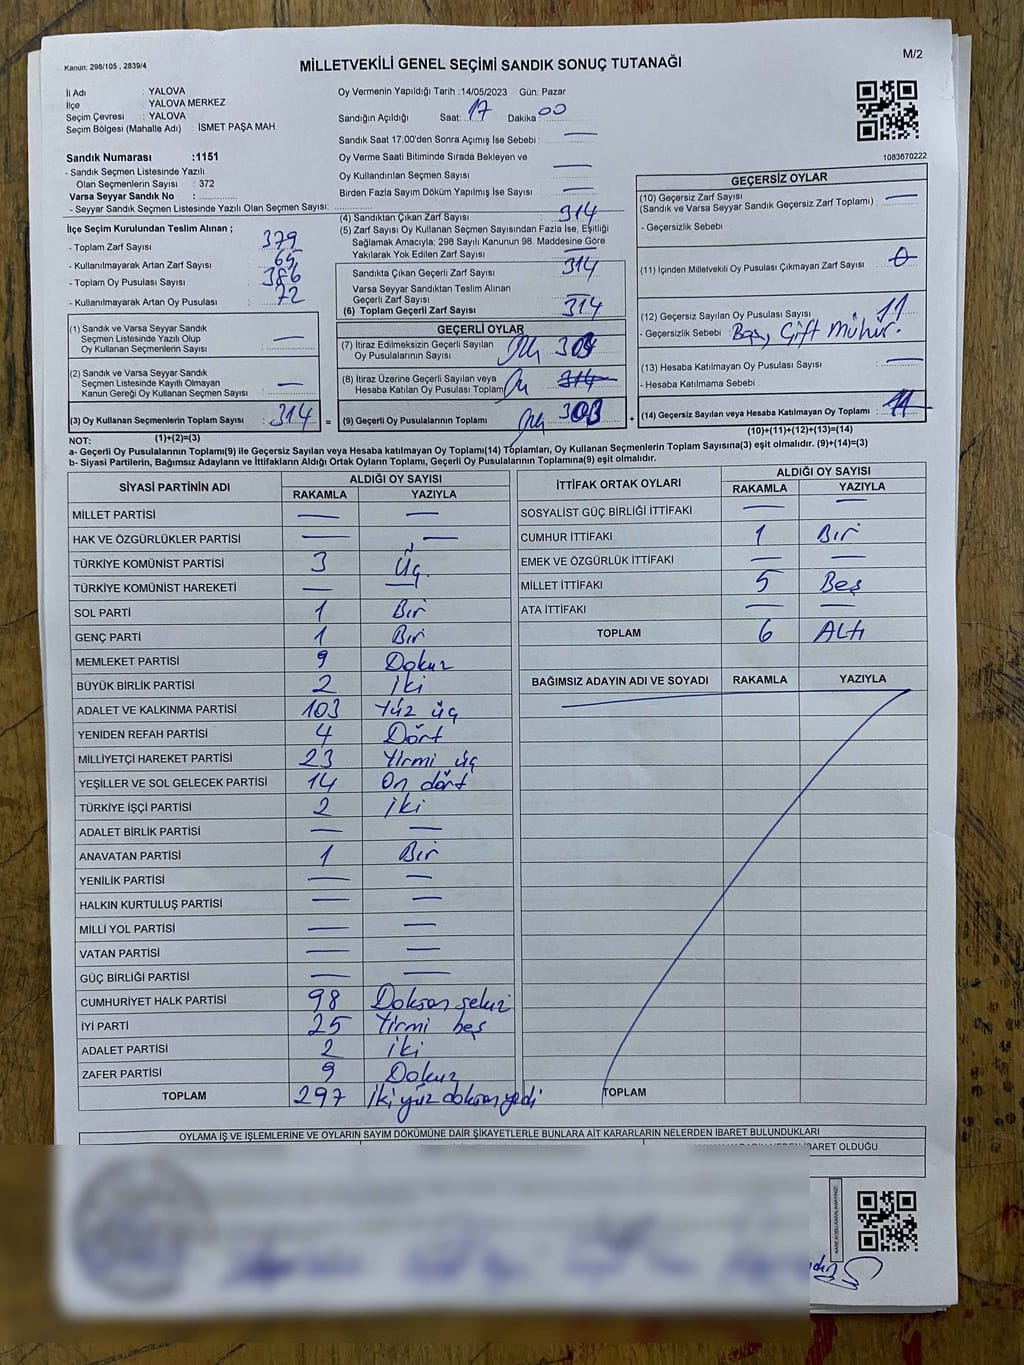 Kanun: 298/105 , 2839/4
M/2
MİLLETVEKİLİ GENEL SEÇİMİ SANDIK SONUÇ TUTANAĞI
İl Adı : YALOVA
İlçe YALOVA MERKEZ
Seçim Çevresi : YALOVA
Seçim Bölgesi (Mahalle Adı) : İSMET PAŞA MAH.
Sandık Numarası :1151
- Sandık Seçmen Listesinde Yazılı
Olan Seçmenlerin Sayısı : 372
Varsa Seyyar Sandık No :
- Seyyar Sandık Seçmen Listesinde Yazılı Olan Seçmen Sayısı:
Oy Vermenin Yapıldığı Tarih :14/05/2023 Gün: Pazar
Sandığın Açıldığı Saat: 17 Dakika 00
Sandık Saat 17:00'den Sonra Açımış İse Sebebi : —
Oy Verme Saati Bitiminde Sırada Bekleyen ve
Oy Kullandırılan Seçmen Sayısı —
Birden Fazla Sayım Döküm Yapılmış İse Sayısı —
1083670222
İlçe Seçim Kurulundan Teslim Alınan ;
- Toplam Zarf Sayısı 379
- Kullanılmayarak Artan Zarf Sayısı 65
- Toplam Oy Pusulası Sayısı : 386
- Kullanılmayarak Artan Oy Pusulası 72
(1) Sandık ve Varsa Seyyar Sandık
Seçmen Listesinde Yazılı Olup
Oy Kullanan Seçmenlerin Sayısı : —
(2) Sandık ve Varsa Seyyar Sandık
Seçmen Listesinde Kayıtlı Olmayan
Kanun Gereği Oy Kullanan Seçmen Sayısı —
(3) Oy Kullanan Seçmenlerin Toplam Sayısı : 314 =
(1)+(2)=(3)
(4) Sandıktan Çıkan Zarf Sayısı 314
(5) Zarf Sayısı Oy Kullanan Seçmen Sayısından Fazla İse, Eşitliği
Sağlamak Amacıyla; 298 Sayılı Kanunun 98. Maddesine Göre
Yakılarak Yok Edilen Zarf Sayısı —
Sandıkta Çıkan Geçerli Zarf Sayısı 314
Varsa Seyyar Sandıktan Teslim Alınan
Geçerli Zarf Sayısı —
(6) Toplam Geçerli Zarf Sayısı 314
GEÇERLİ OYLAR
(7) İtiraz Edilmeksizin Geçerli Sayılan
Oy Pusulalarının Sayısı
(8) İtiraz Üzerine Geçerli Sayılan veya
Hesaba Katılan Oy Pusulası Toplam 314
(9) Geçerli Oy Pusulalarının Toplamı 303 +
GEÇERSİZ OYLAR
(10) Geçersiz Zarf Sayısı —
(Sandık ve Varsa Seyyar Sandık Geçersiz Zarf Toplamı)
- Geçersizlik Sebebi
(11) İçinden Milletvekili Oy Pusulası Çıkmayan Zarf Sayısı 0
(12) Geçersiz Sayılan Oy Pusulası Sayısı 11
- Geçersizlik Sebebi Boş, Çift Mühür.
(13) Hesaba Katılmayan Oy Pusulası Sayısı —
- Hesaba Katılmama Sebebi :
(14) Geçersiz Sayılan veya Hesaba Katılmayan Oy Toplamı : 11
(10)+(11)+(12)+(13)=(14)
NOT:
a- Geçerli Oy Pusulalarının Toplamı(9) ile Geçersiz Sayılan veya Hesaba katılmayan Oy Toplamı(14) Toplamları, Oy Kullanan Seçmenlerin Toplam Sayısına(3) eşit olmalıdır. (9)+(14)=(3)
b- Siyasi Partilerin, Bağımsız Adayların ve İttifakların Aldığı Ortak Oyların Toplamı, Geçerli Oy Pusulalarının Toplamına(9) eşit olmalıdır.
SİYASİ PARTİNİN ADI ALDIĞI OY SAYISI
RAKAMLA YAZIYLA
MİLLET PARTİSİ — —
HAK VE ÖZGÜRLÜKLER PARTİSİ — —
TÜRKİYE KOMÜNİST PARTİSİ 3 Üç
TÜRKİYE KOMÜNİST HAREKETİ — —
SOL PARTİ 1 Bir
GENÇ PARTİ 1 Bir
MEMLEKET PARTİSİ 9 Dokuz
BÜYÜK BİRLİK PARTİSİ 2 İki
ADALET VE KALKINMA PARTİSİ 103 Yüz üç
YENİDEN REFAH PARTİSİ 4 Dört
MİLLİYETÇİ HAREKET PARTİSİ 23 Yirmi üç
YEŞİLLER VE SOL GELECEK PARTİSİ 14 On dört
TÜRKİYE İŞÇİ PARTİSİ 2 İki
ADALET BİRLİK PARTİSİ — —
ANAVATAN PARTİSİ 1 Bir
YENİLİK PARTİSİ — —
HALKIN KURTULUŞ PARTİSİ — —
MİLLİ YOL PARTİSİ — —
VATAN PARTİSİ — —
GÜÇ BİRLİĞİ PARTİSİ — —
CUMHURİYET HALK PARTİSİ 98 Doksan sekiz
İYİ PARTİ 25 Yirmi beş
ADALET PARTİSİ 2 İki
ZAFER PARTİSİ 9 Dokuz
TOPLAM 297 İki yüz doksan yedi
İTTİFAK ORTAK OYLARI ALDIĞI OY SAYISI
RAKAMLA YAZIYLA
SOSYALİST GÜÇ BİRLİĞİ İTTİFAKI — —
CUMHUR İTTİFAKI 1 Bir
EMEK VE ÖZGÜRLÜK İTTİFAKI — —
MİLLET İTTİFAKI 5 Beş
ATA İTTİFAKI — —
TOPLAM 6 Altı
BAĞIMSIZ ADAYIN ADI VE SOYADI RAKAMLA YAZIYLA
TOPLAM
OYLAMA İŞ VE İŞLEMLERİNE VE OYLARIN SAYIM DÖKÜMÜNE DAİR ŞİKAYETLERLE BUNLARA AİT KARARLARIN NELERDEN İBARET BULUNDUKLARI
İBARET OLDUĞU